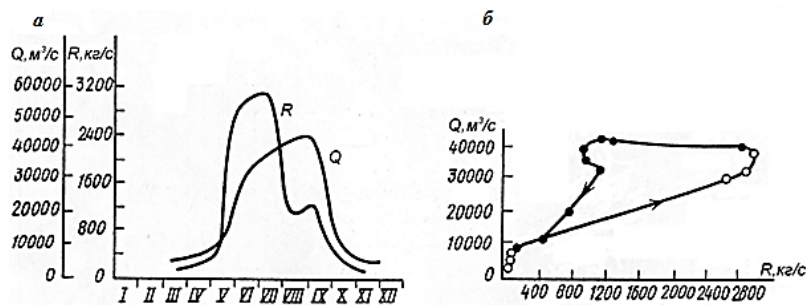 а
Q, м³/с R, кг/с
60000 3200
50000
40000 2400
30000 1600
20000
800
10000
0 0
I II III IV V VI VII VIII IX X XI XII
R
Q
б
Q, м³/с
40000
30000
20000
10000
0
400 800 1200 1600 2000 2400 2800
R, кг/с